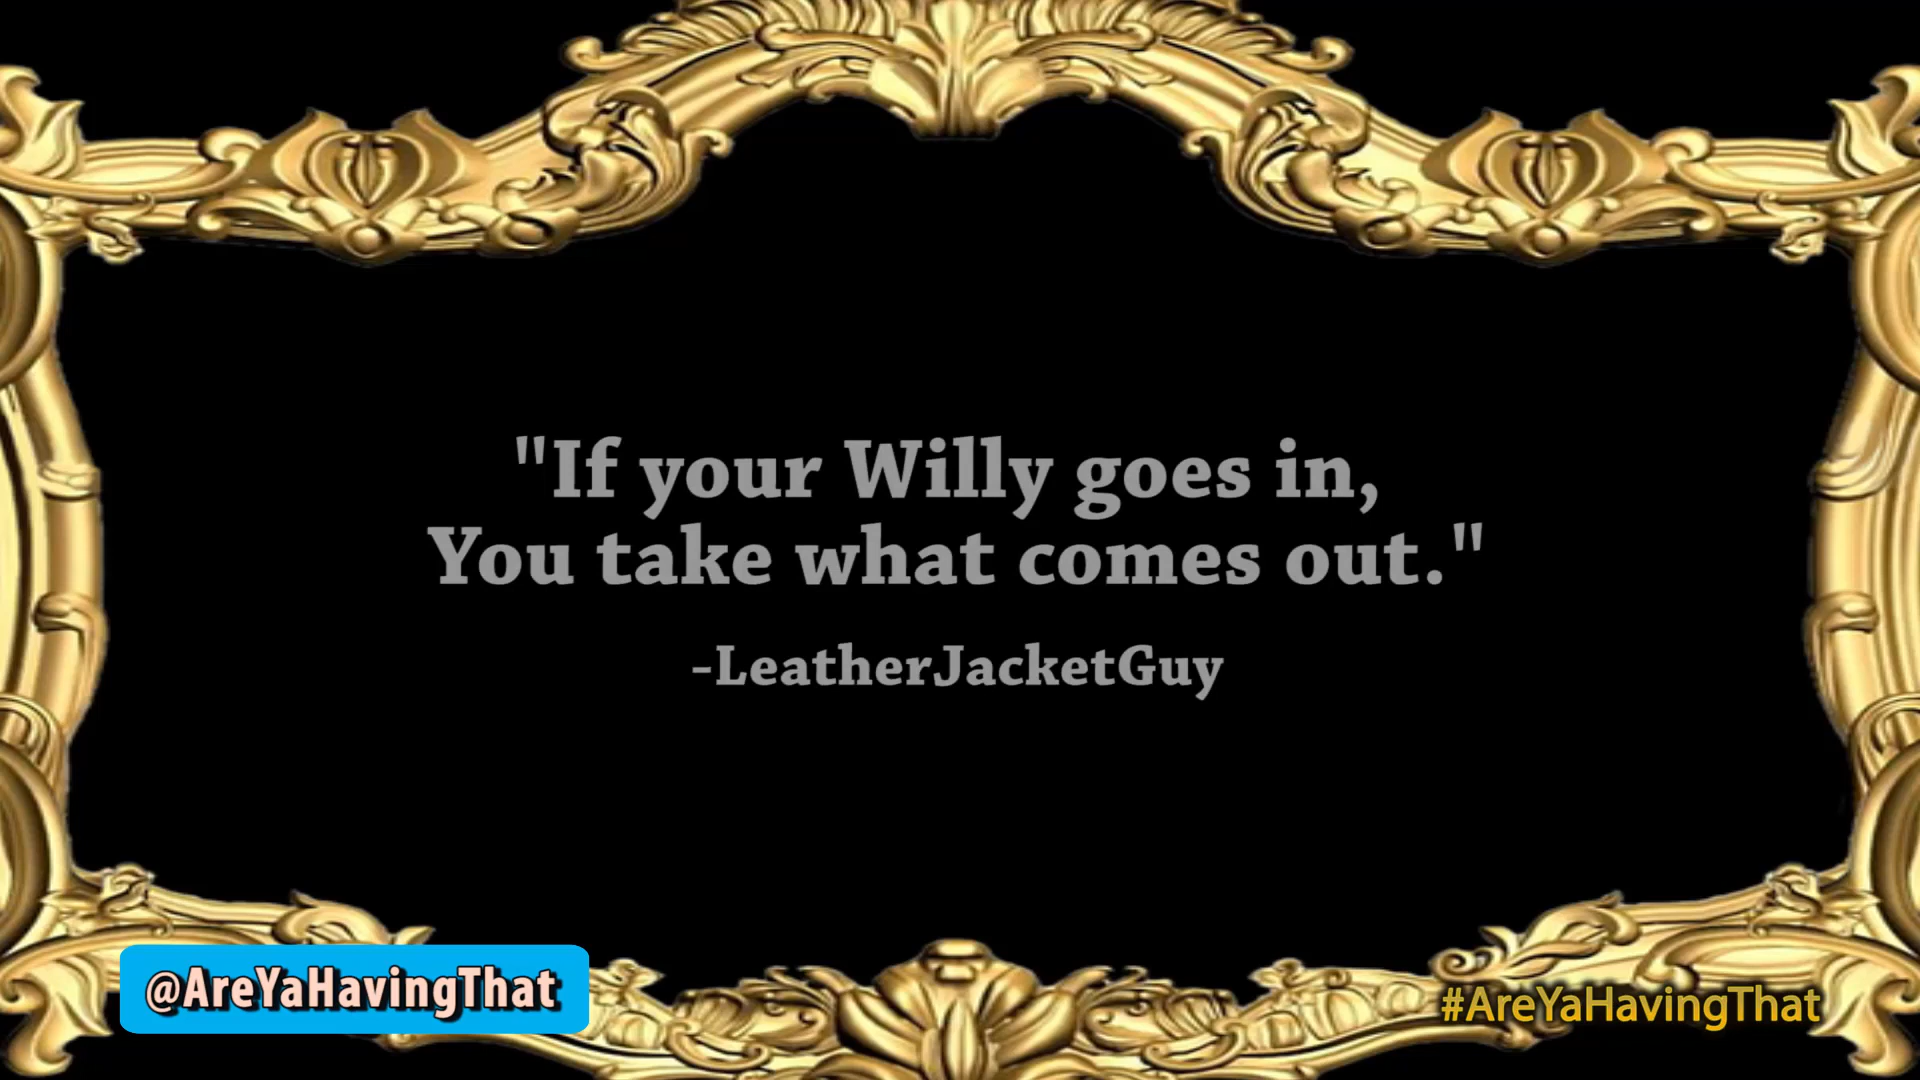 "If your Willy goes in,
You take what comes out."
-LeatherJacketGuy
@AreYaHavingThat
#AreYaHavingThat